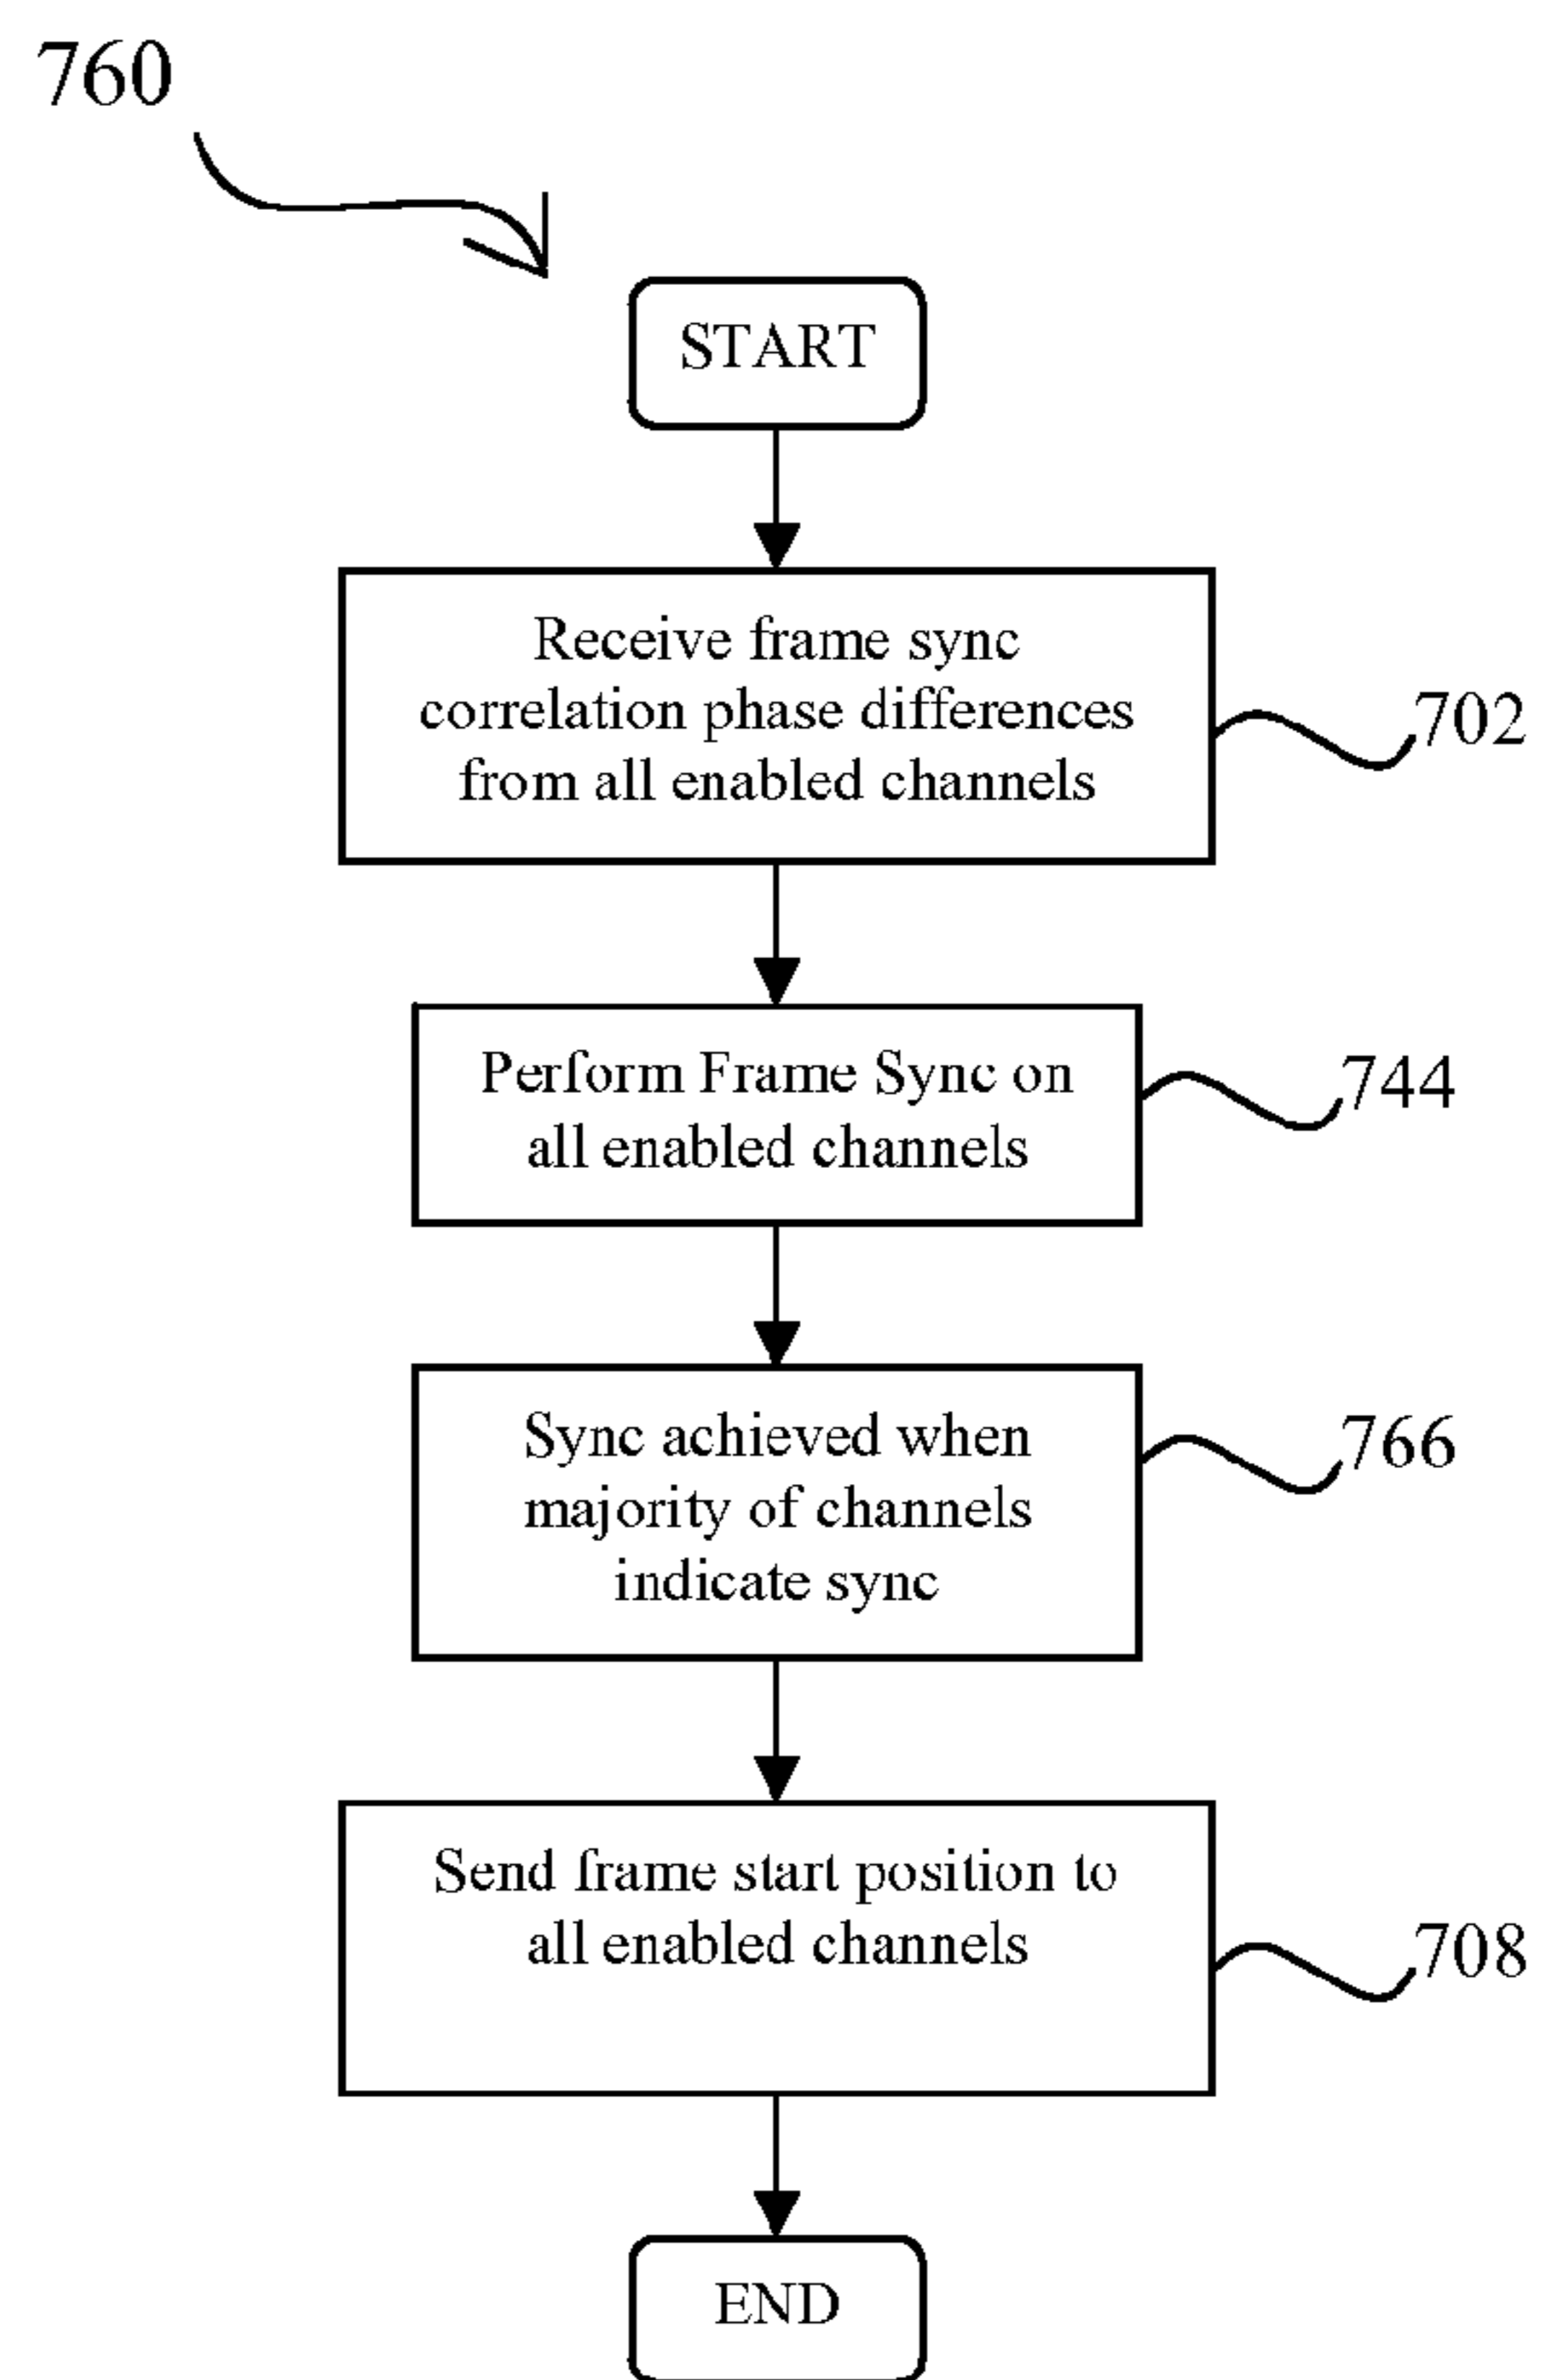 760
START
Receive frame sync
correlation phase differences
from all enabled channels
702
Perform Frame Sync on
all enabled channels
744
Sync achieved when
majority of channels
indicate sync
766
Send frame start position to
all enabled channels
708
END